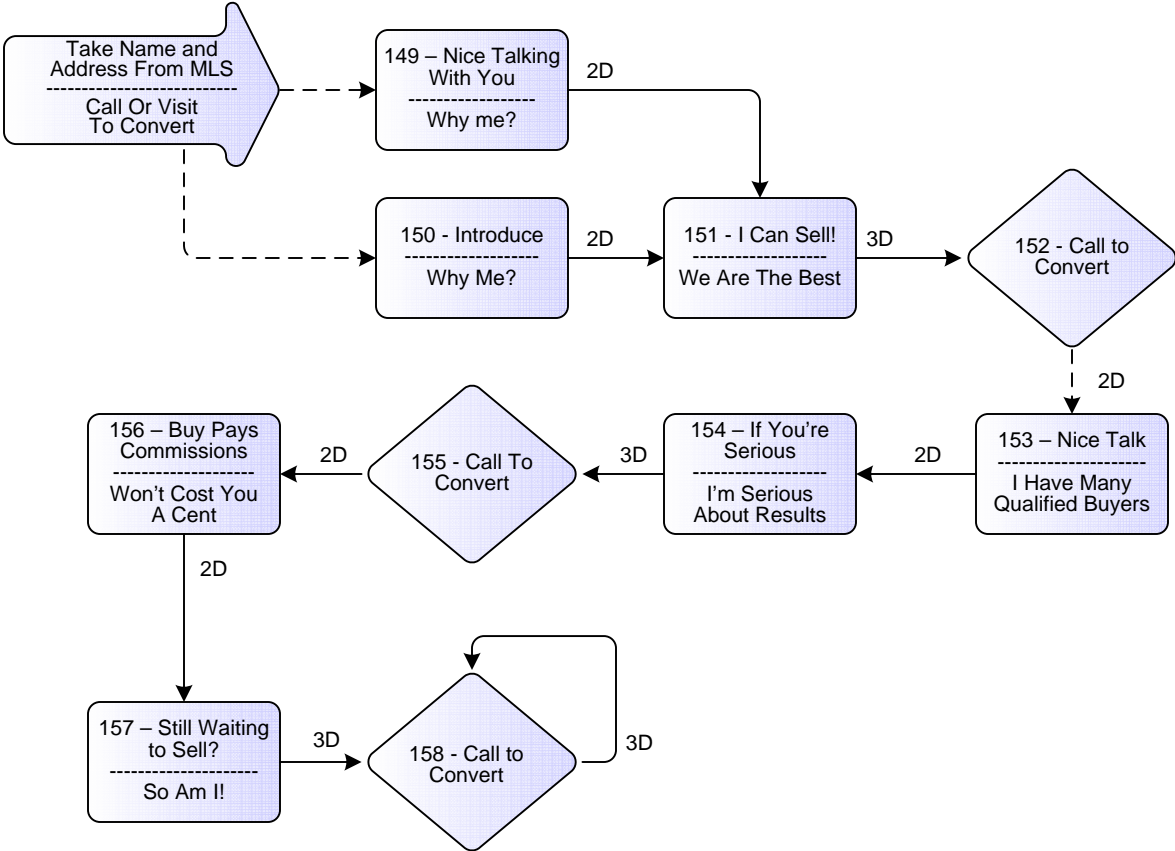 Take Name and
Address From MLS
-------------------------
Call Or Visit
To Convert
149 – Nice Talking
With You
-----------------
Why me?
2D
150 - Introduce
------------------
Why Me?
2D
151 - I Can Sell!
------------------
We Are The Best
3D
152 - Call to
Convert
2D
153 – Nice Talk
--------------------
I Have Many
Qualified Buyers
2D
154 – If You're
Serious
------------------
I'm Serious
About Results
3D
155 - Call To
Convert
2D
156 – Buy Pays
Commissions
-------------------
Won't Cost You
A Cent
2D
157 – Still Waiting
to Sell?
--------------------
So Am I!
3D
158 - Call to
Convert
3D